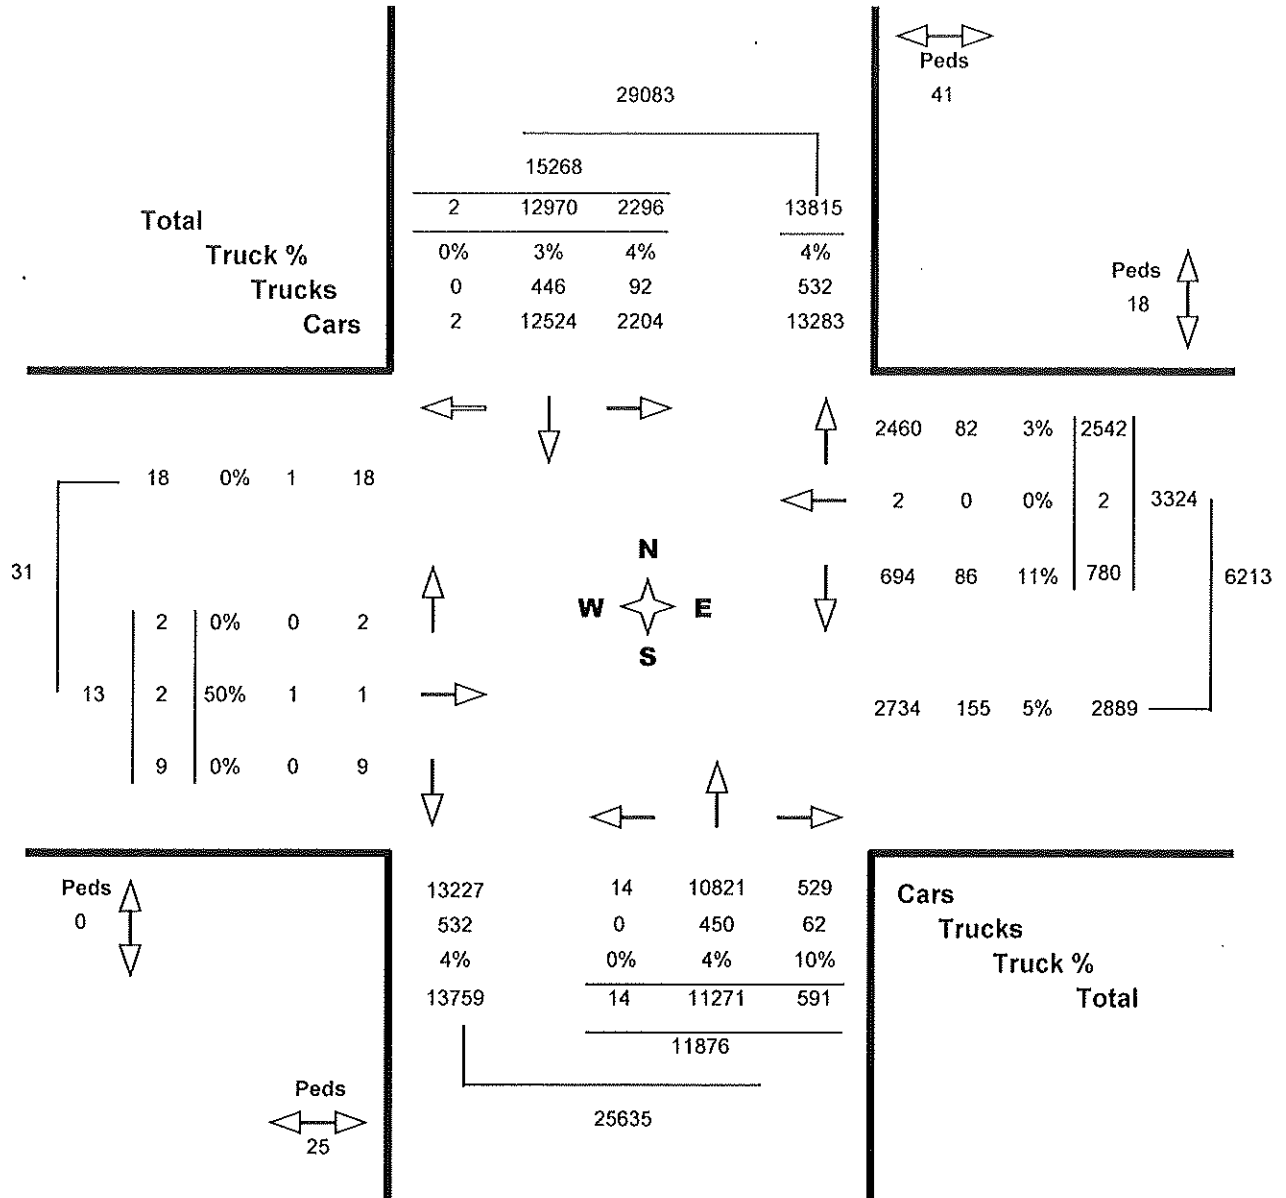 Peds
41
29083
15268
Total 2 12970 2296 13815
Truck % 0% 3% 4% 4%
Trucks 0 446 92 532
Cars 2 12524 2204 13283
Peds
18
2460 82 3% 2542
18 0% 1 18
2 0 0% 2 3324
N
31
694 86 11% 780 6213
W E
S
2 0% 0 2
13 2 50% 1 1
2734 155 5% 2889
9 0% 0 9
Peds
0
13227 14 10821 529 Cars
532 0 450 62 Trucks
4% 0% 4% 10% Truck %
13759 14 11271 591 Total
11876
Peds
25
25635